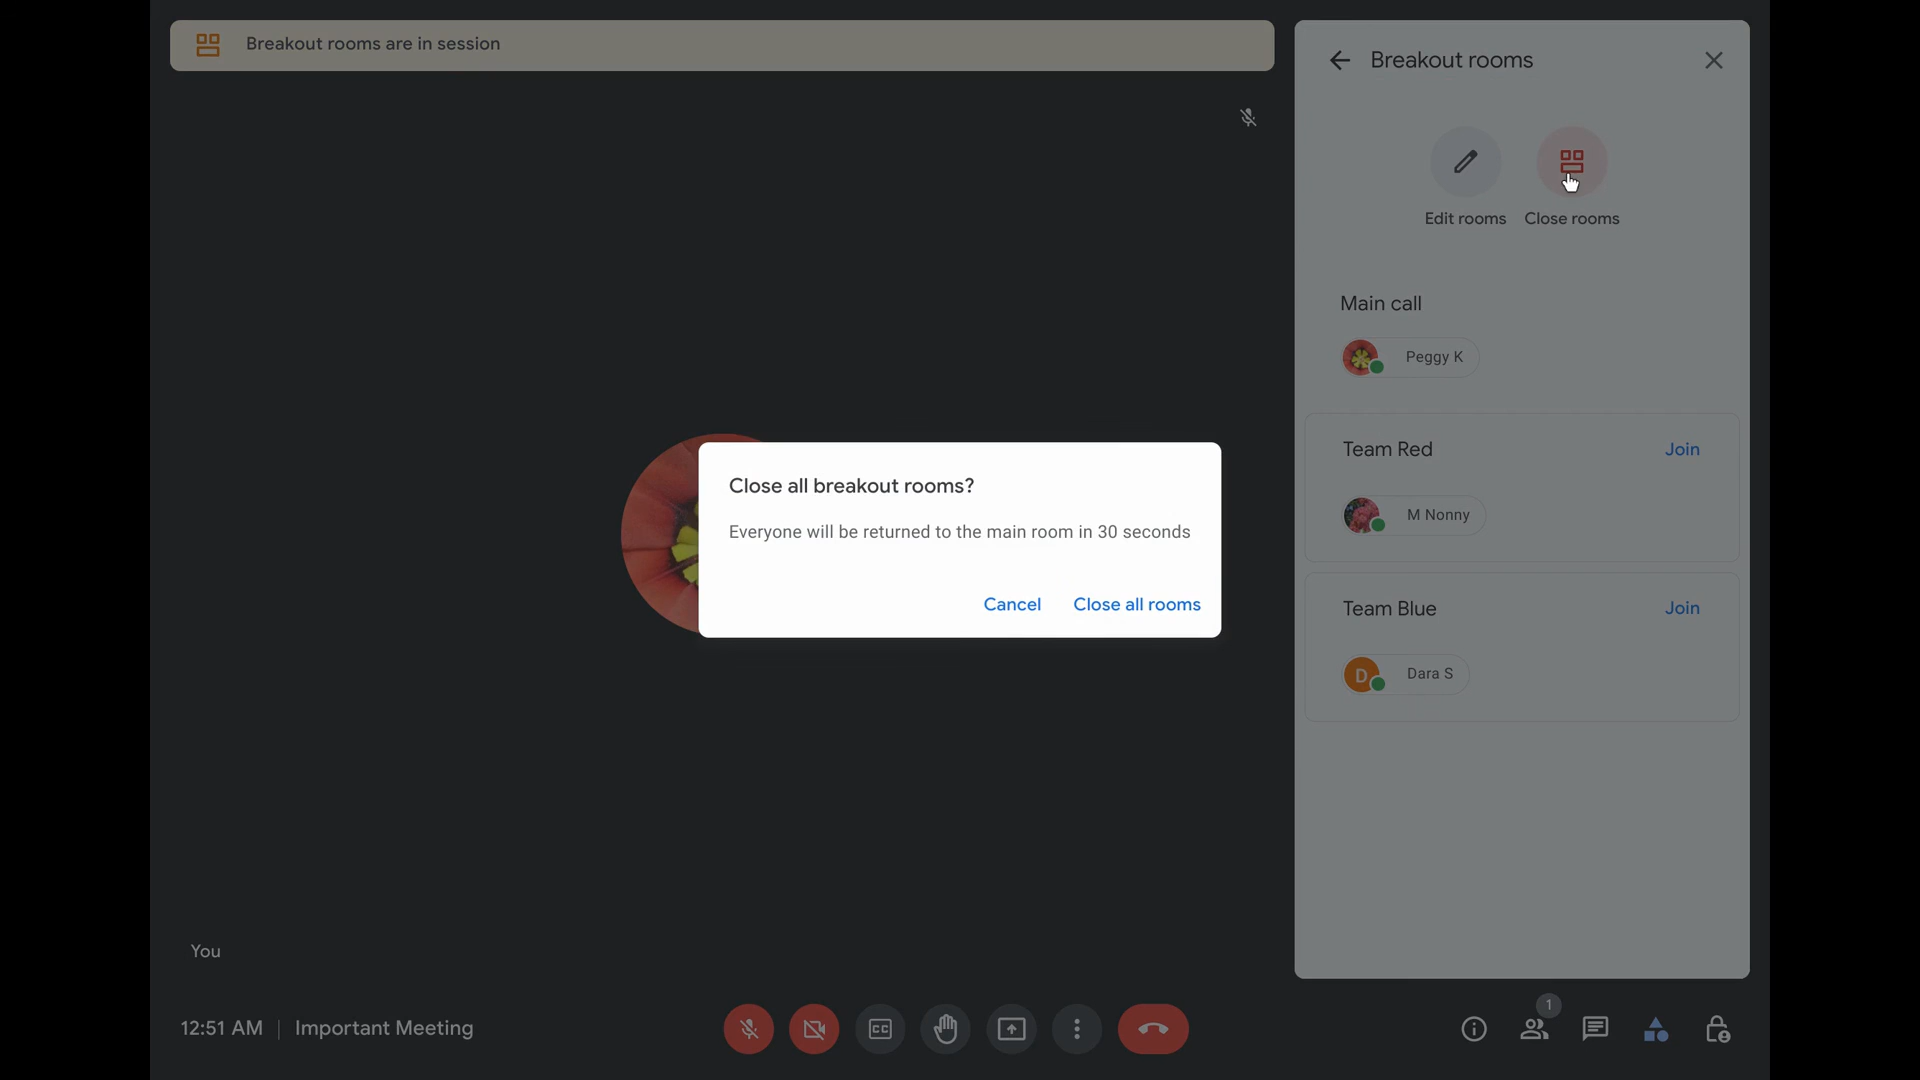 Breakout rooms are in session
Breakout rooms
Edit rooms
Close rooms
Main call
Peggy K
Team Red
Join
M Nonny
Team Blue
Join
D
Dara S
Close all breakout rooms?
Everyone will be returned to the main room in 30 seconds
Cancel
Close all rooms
You
12:51 AM | Important Meeting
CC
1